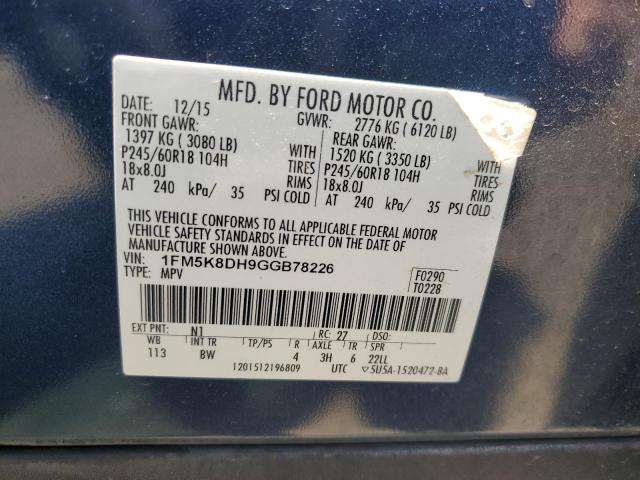 MFD. BY FORD MOTOR CO.
DATE: 12/15 GVWR: 2776 KG ( 6120 LB)
FRONT GAWR: REAR GAWR:
1397 KG ( 3080 LB) 1520 KG ( 3350 LB)
P245/60R18 104H TIRES P245/60R18 104H TIRES
18x8.0J RIMS 18x8.0J RIMS
AT 240 kPa/ 35 PSI COLD AT 240 kPa/ 35 PSI COLD
THIS VEHICLE CONFORMS TO ALL APPLICABLE FEDERAL MOTOR
VEHICLE SAFETY STANDARDS IN EFFECT ON THE DATE OF
MANUFACTURE SHOWN ABOVE.
VIN: 1FM5K8DH9GGB78226
TYPE: MPV
F0290
T0228
EXT PNT: N1 RC: 27 DSO:
WB INT TR TP/PS R AXLE TR SPR
113 BW 4 3H 6 22LL
1201512196809 UTC 5U5A-1520472-BA